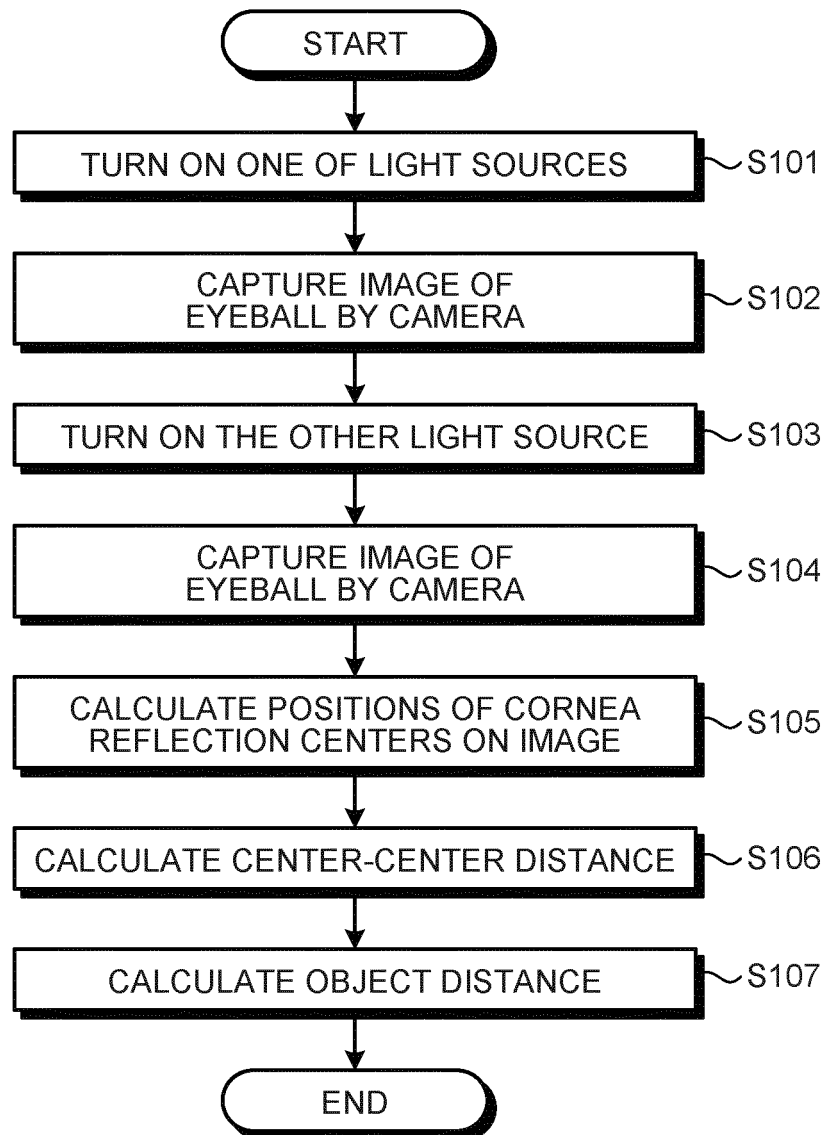 START
TURN ON ONE OF LIGHT SOURCES
S101
CAPTURE IMAGE OF
EYEBALL BY CAMERA
S102
TURN ON THE OTHER LIGHT SOURCE
S103
CAPTURE IMAGE OF
EYEBALL BY CAMERA
S104
CALCULATE POSITIONS OF CORNEA
REFLECTION CENTERS ON IMAGE
S105
CALCULATE CENTER-CENTER DISTANCE
S106
CALCULATE OBJECT DISTANCE
S107
END